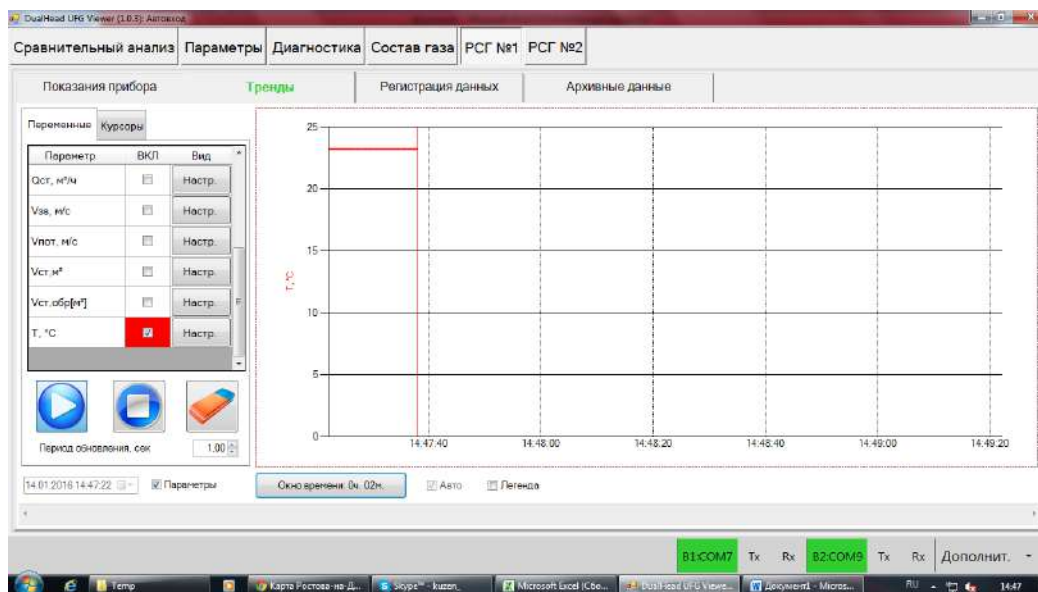 DualHead UFG Viewer (1.0.5): Автовход
Сравнительный анализ Параметры Диагностика Состав газа РСГ №1 РСГ №2
Показания прибора Тренды Регистрация данных Архивные данные
Переменные Курсоры
Параметр ВКЛ Вид
Qст, м³/ч Настр.
Vзв, м/с Настр.
Vпот, м/с Настр.
Vст,м³ Настр.
Vст.обр[м³] Настр.
T, °C Настр.
Период обновления, сек 1.00
25
20
15
10
5
0
T,°C
14:47:40 14:48:00 14:48:20 14:48:40 14:49:00 14:49:20
14.01.2016 14:47:22 Параметры Окно времени: 0ч. 02м. Авто Легенда
B1:COM7 Tx Rx B2:COM9 Tx Rx Дополнит.
Temp Карта Ростова-на-Д... Skype™ - kuzen_ Microsoft Excel (Сбо... DualHead UFG Viewe... Документ1 - Micros... RU 14:47